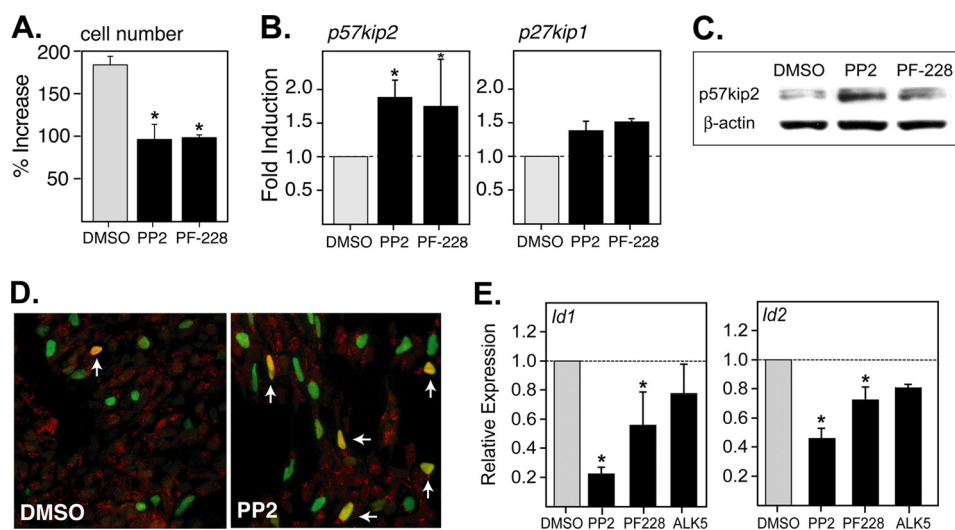 A.
cell number
% Increase
200
150
100
50
*
*
DMSO PP2 PF-228
B.
p57kip2
Fold Induction
2.0
1.5
1.0
0.5
*
*
DMSO PP2 PF-228
p27kip1
2.0
1.5
1.0
0.5
DMSO PP2 PF-228
C.
DMSO PP2 PF-228
p57kip2
β-actin
D.
DMSO
PP2
E.
Id1
Relative Expression
1.2
1.0
0.8
0.6
0.4
0.2
*
*
DMSO PP2 PF228 ALK5
Id2
1.2
1.0
0.8
0.6
0.4
0.2
*
*
DMSO PP2 PF228 ALK5